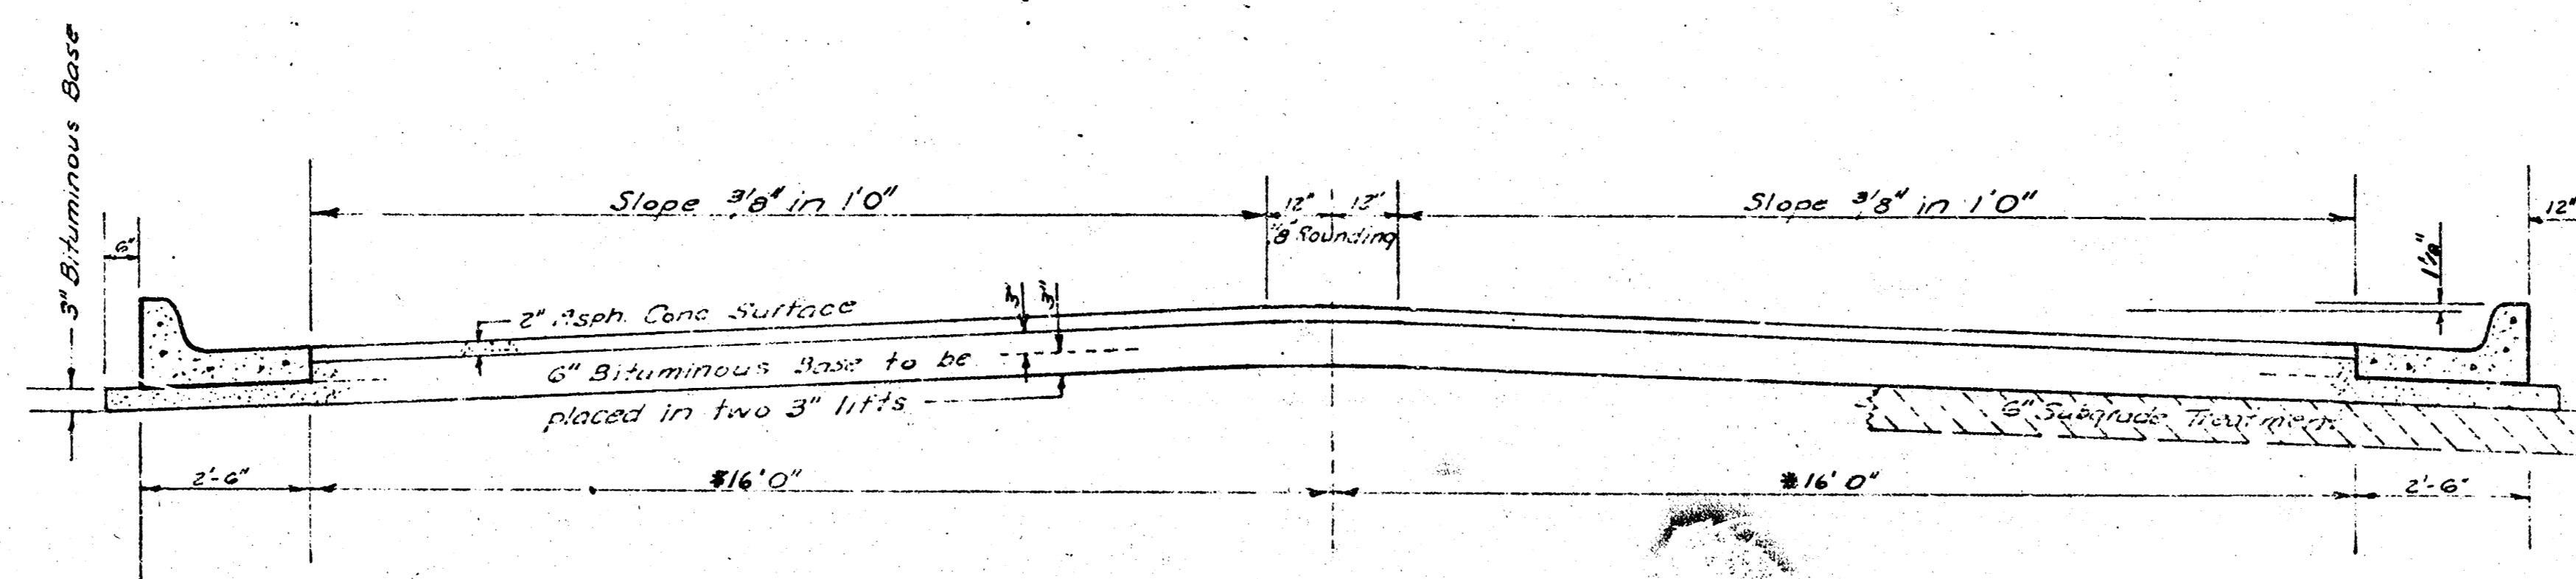 3" Bituminous Base
6"
Slope 3/8" in 1'0"
12" 12"
Rounding
Slope 3/8" in 1'0"
12"
1 1/8"
2" Asph. Conc Surface
3" 3"
6" Bituminous Base to be
placed in two 3" lifts
6" Subgrade Treatment
2'-6"
*16'0"
*16'0"
2'-6"